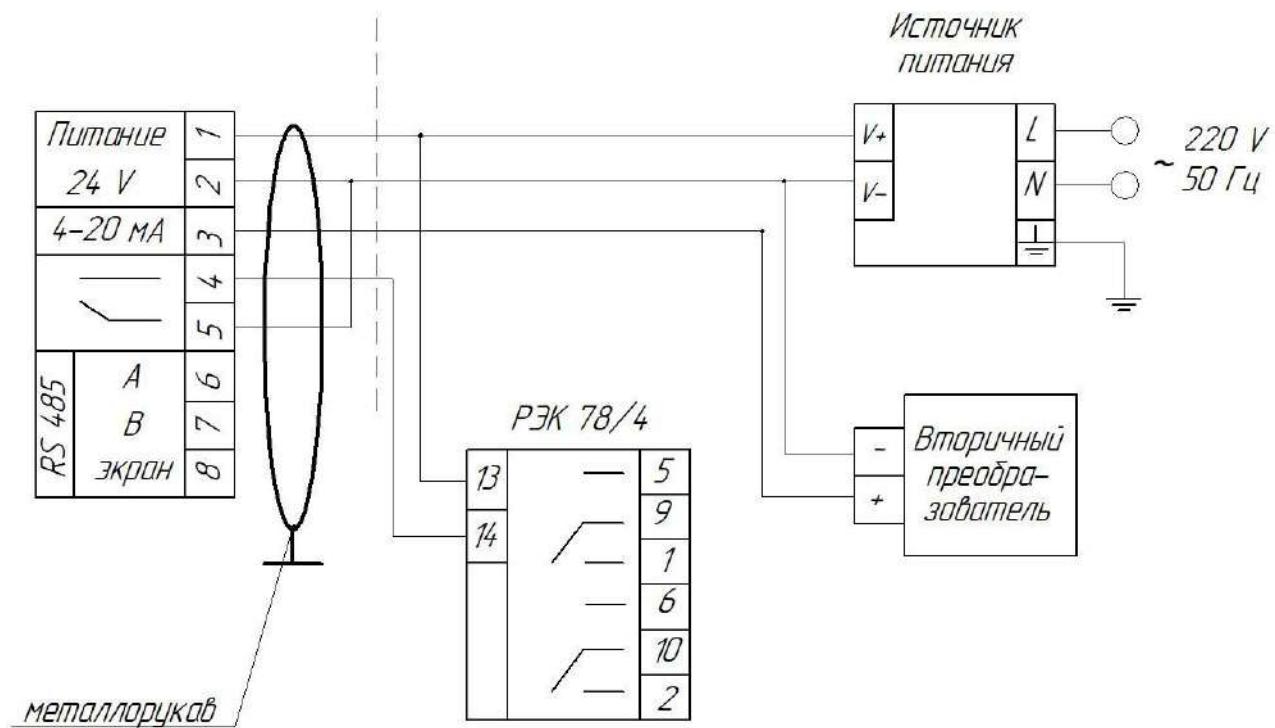 Источник
питания
Питание
24 V
1
2
4-20 мА
3
4
5
RS 485
A
6
B
7
экран
8
V+
V-
L
N
220 V
~ 50 Гц
РЭК 78/4
13
14
5
9
1
6
10
2
-
+
Вторичный
преобра-
зователь
металлорукав